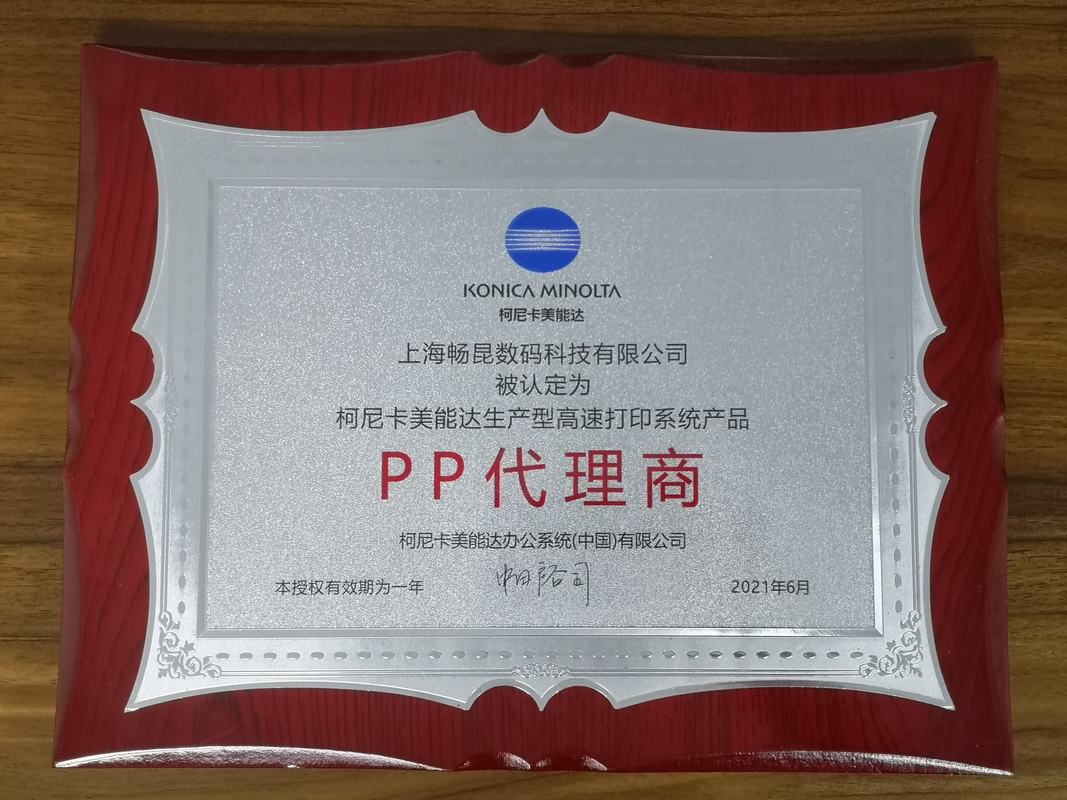 KONICA MINOLTA
柯尼卡美能达
上海畅昆数码科技有限公司
被认定为
柯尼卡美能达生产型高速打印系统产品
PP代理商
柯尼卡美能达办公系统(中国)有限公司
本授权有效期为一年
2021年6月